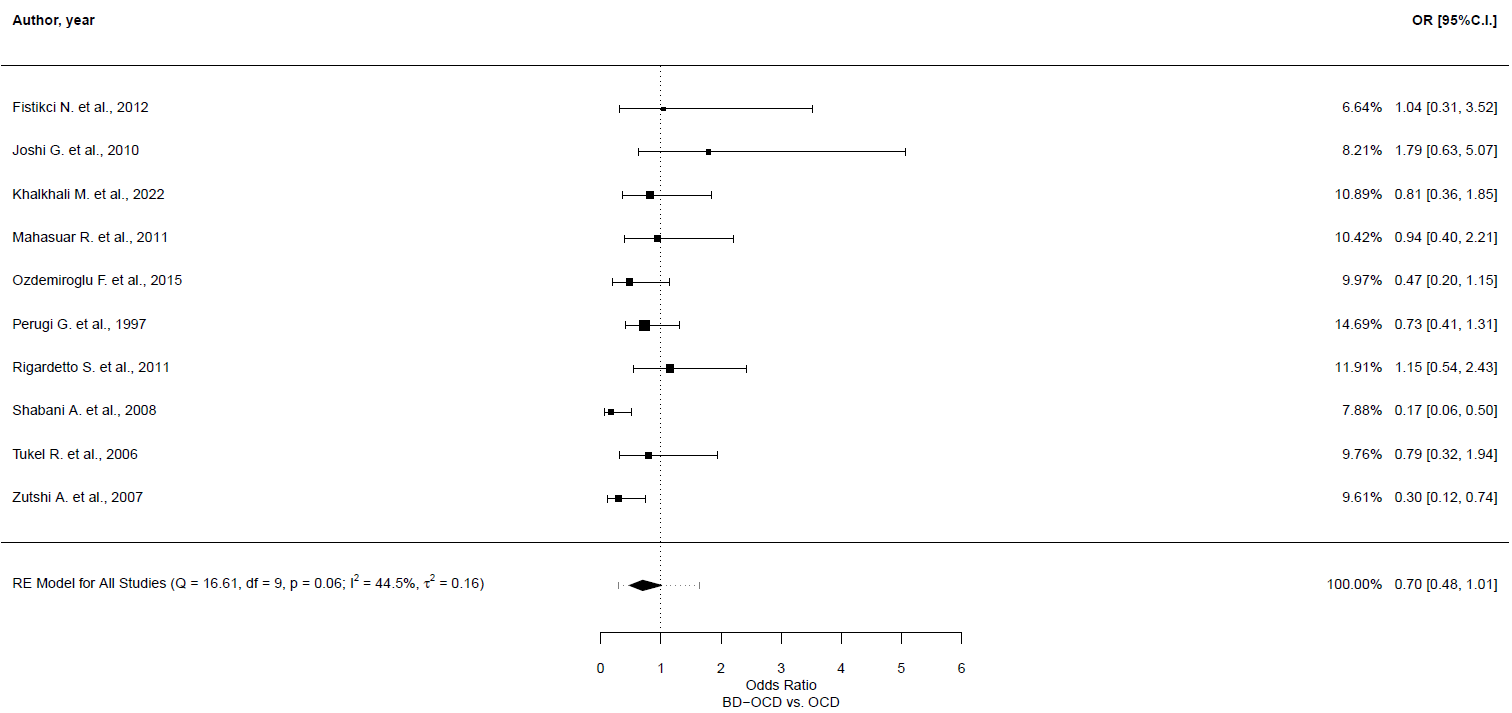 Author, year OR [95%C.I.]
Fistikci N. et al., 2012 6.64% 1.04 [0.31, 3.52]
Joshi G. et al., 2010 8.21% 1.79 [0.63, 5.07]
Khalkhali M. et al., 2022 10.89% 0.81 [0.36, 1.85]
Mahasuar R. et al., 2011 10.42% 0.94 [0.40, 2.21]
Ozdemiroglu F. et al., 2015 9.97% 0.47 [0.20, 1.15]
Perugi G. et al., 1997 14.69% 0.73 [0.41, 1.31]
Rigardetto S. et al., 2011 11.91% 1.15 [0.54, 2.43]
Shabani A. et al., 2008 7.88% 0.17 [0.06, 0.50]
Tukel R. et al., 2006 9.76% 0.79 [0.32, 1.94]
Zutshi A. et al., 2007 9.61% 0.30 [0.12, 0.74]
RE Model for All Studies (Q = 16.61, df = 9, p = 0.06; I² = 44.5%, τ² = 0.16) 100.00% 0.70 [0.48, 1.01]
0 1 2 3 4 5 6
Odds Ratio
BD−OCD vs. OCD